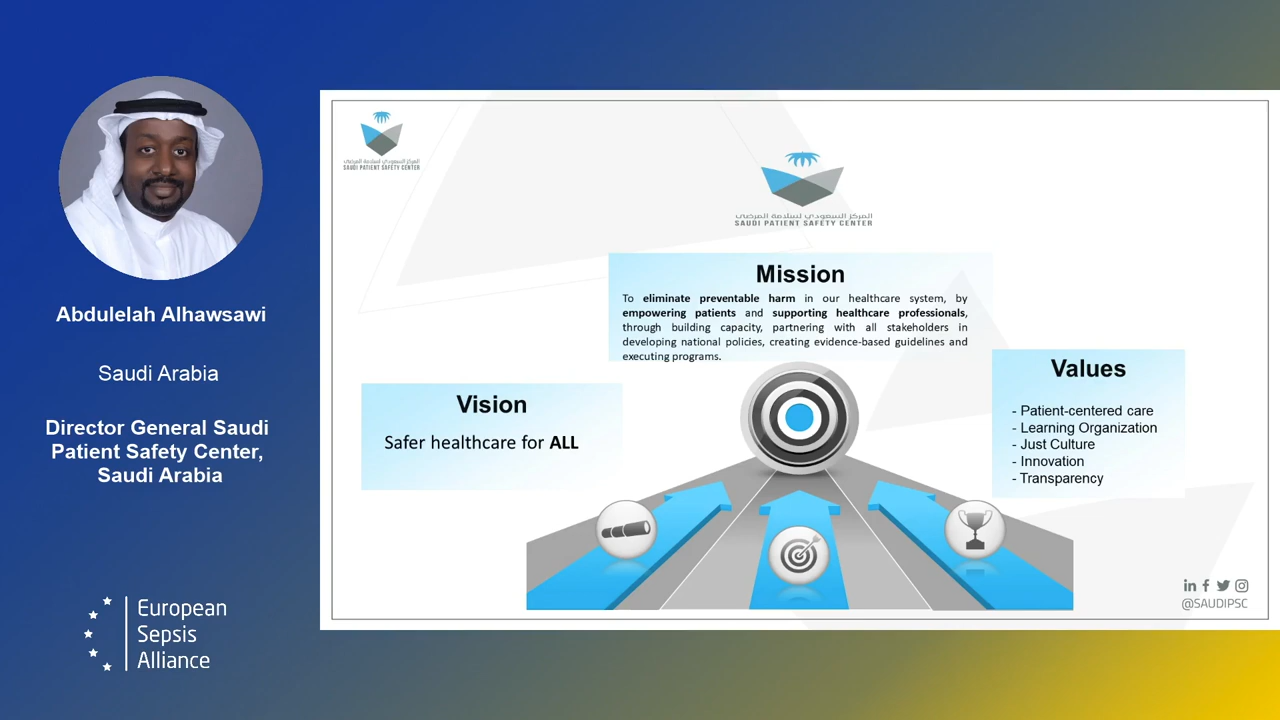 Abdulelah Alhawsawi
Saudi Arabia
Director General Saudi
Patient Safety Center,
Saudi Arabia
European
Sepsis
Alliance
المركز السعودي لسلامة المرضى
SAUDI PATIENT SAFETY CENTER
المركز السعودي لسلامة المرضى
SAUDI PATIENT SAFETY CENTER
Mission
To eliminate preventable harm in our healthcare system, by
empowering patients and supporting healthcare professionals,
through building capacity, partnering with all stakeholders in
developing national policies, creating evidence-based guidelines and
executing programs.
Vision
Safer healthcare for ALL
Values
- Patient-centered care
- Learning Organization
- Just Culture
- Innovation
- Transparency
@SAUDIPSC